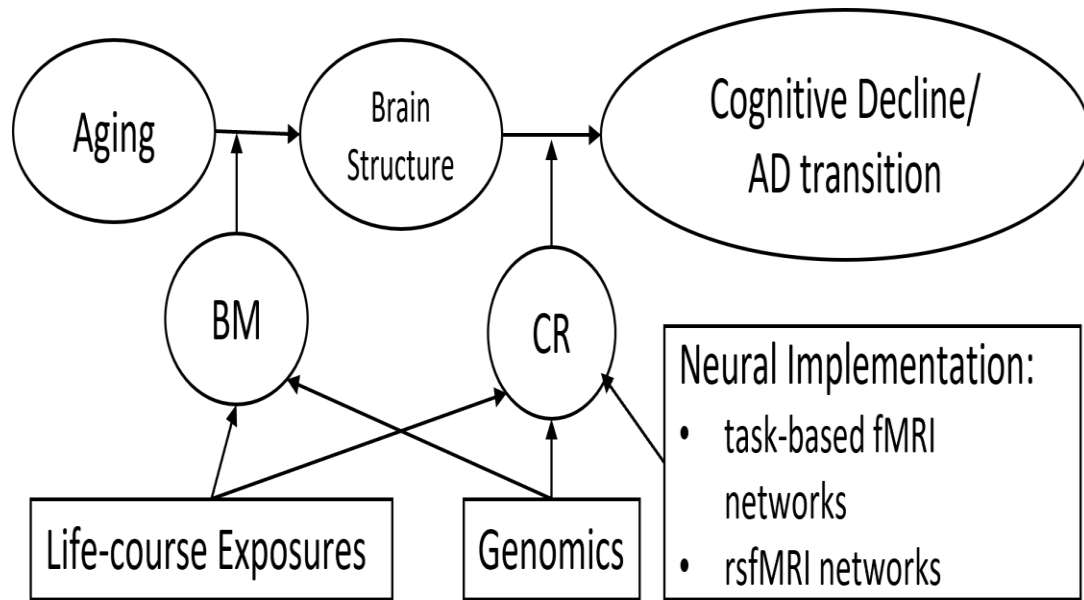 Aging
Brain
Structure
Cognitive Decline/
AD transition
BM
CR
Neural Implementation:
• task-based fMRI
networks
• rsfMRI networks
Life-course Exposures
Genomics